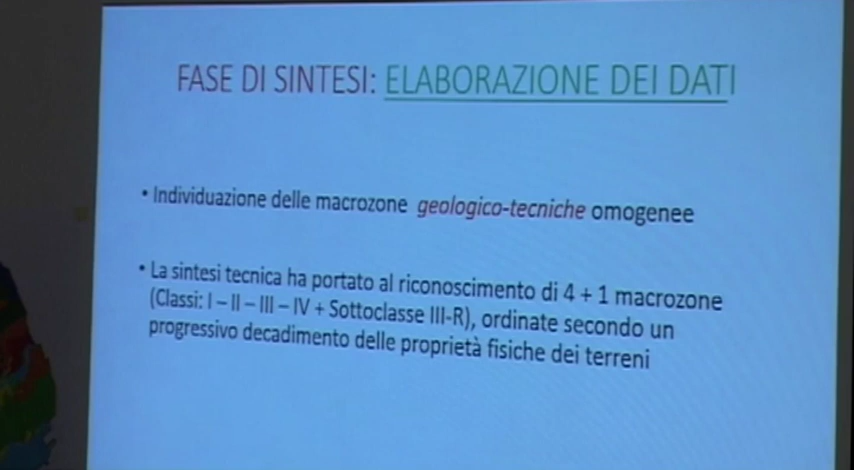 FASE DI SINTESI: ELABORAZIONE DEI DATI
• Individuazione delle macrozone geologico-tecniche omogenee
• La sintesi tecnica ha portato al riconoscimento di 4 + 1 macrozone
(Classi: I – II – III – IV + Sottoclasse III-R), ordinate secondo un
progressivo decadimento delle proprietà fisiche dei terreni